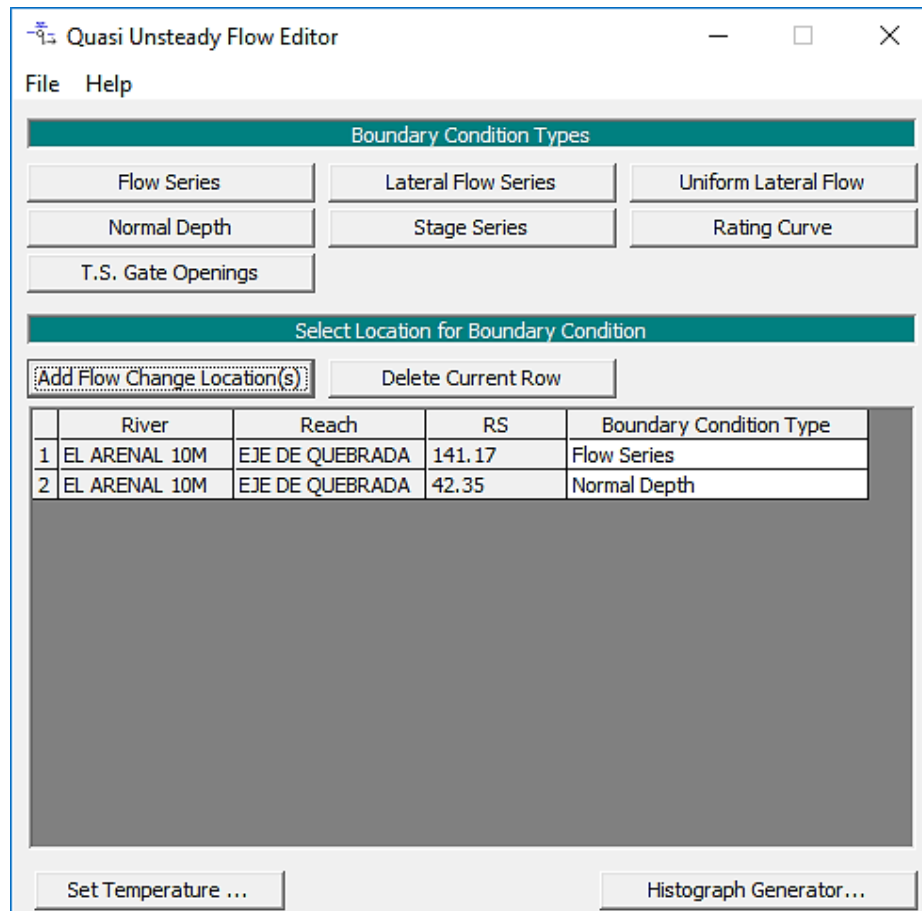 Quasi Unsteady Flow Editor
File Help
Boundary Condition Types
Flow Series Lateral Flow Series Uniform Lateral Flow
Normal Depth Stage Series Rating Curve
T.S. Gate Openings
Select Location for Boundary Condition
Add Flow Change Location(s) Delete Current Row
River Reach RS Boundary Condition Type
1 EL ARENAL 10M EJE DE QUEBRADA 141.17 Flow Series
2 EL ARENAL 10M EJE DE QUEBRADA 42.35 Normal Depth
Set Temperature ... Histograph Generator...